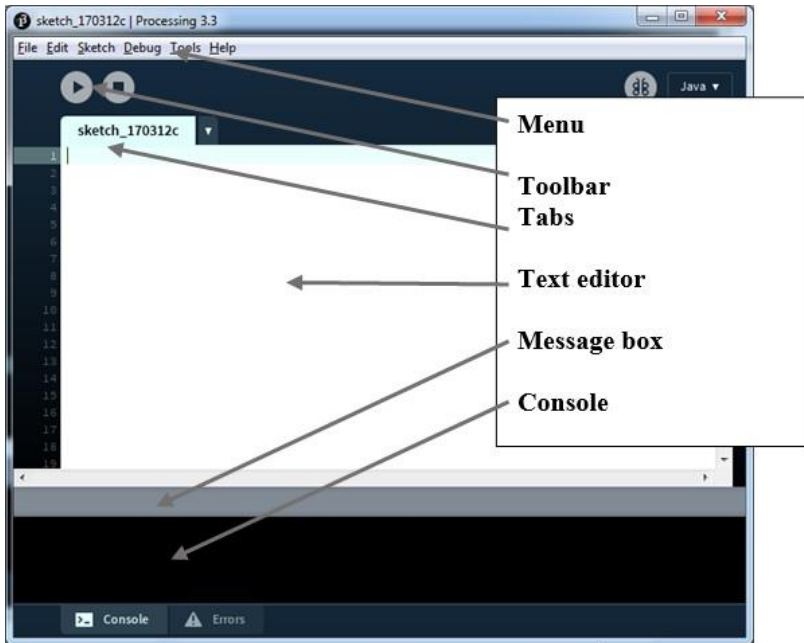 sketch_170312c | Processing 3.3
File Edit Sketch Debug Tools Help
Java ▼
sketch_170312c ▼
1
2
3
4
5
6
7
8
9
10
11
12
13
14
15
16
17
18
19
Menu
Toolbar
Tabs
Text editor
Message box
Console
>_ Console Errors